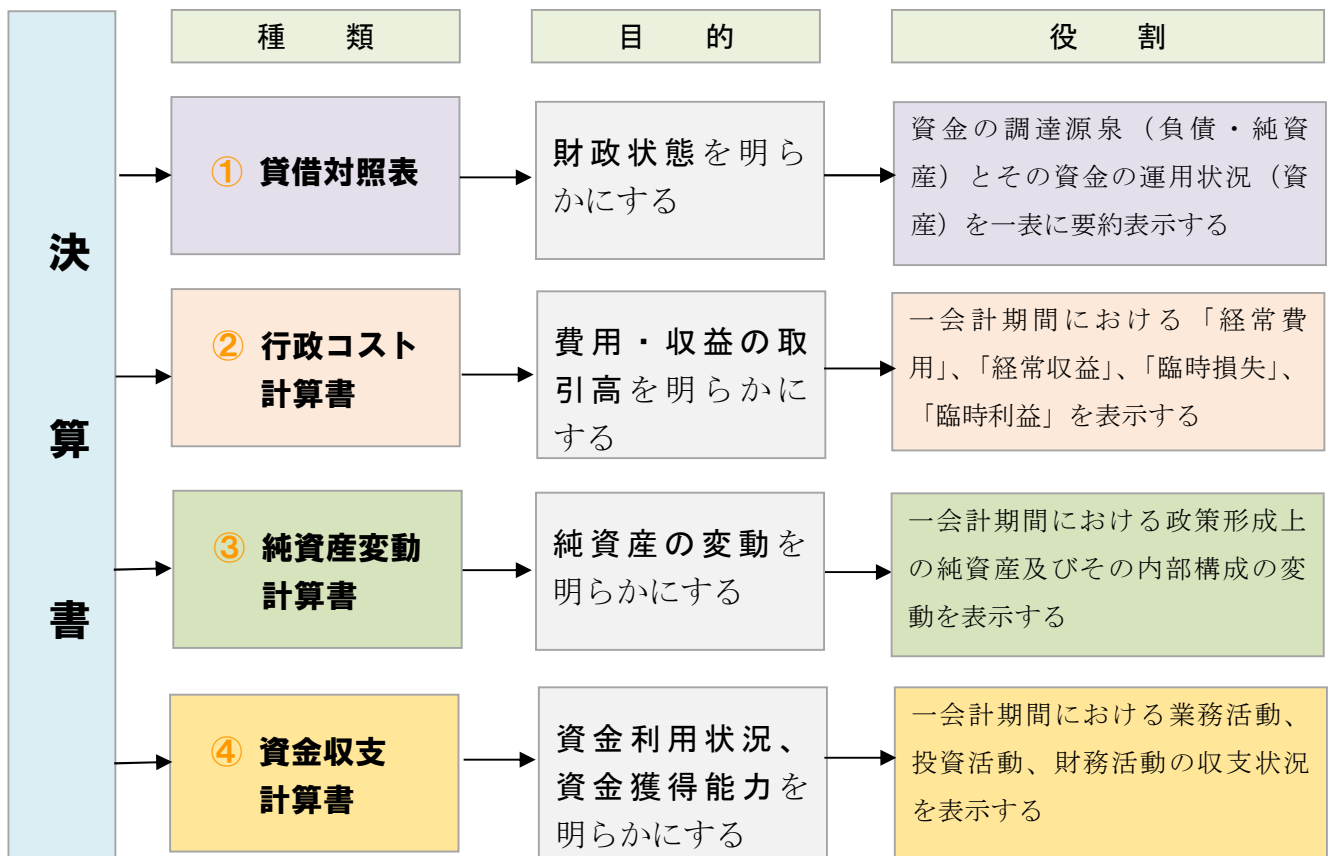 種　類
目　的
役　割
決
算
書
① 貸借対照表
財政状態を明ら
かにする
資金の調達源泉（負債・純資
産）とその資金の運用状況（資
産）を一表に要約表示する
② 行政コスト
計算書
費用・収益の取
引高を明らかに
する
一会計期間における「経常費
用」、「経常収益」、「臨時損失」、
「臨時利益」を表示する
③ 純資産変動
計算書
純資産の変動を
明らかにする
一会計期間における政策形成上
の純資産及びその内部構成の変
動を表示する
④ 資金収支
計算書
資金利用状況、
資金獲得能力を
明らかにする
一会計期間における業務活動、
投資活動、財務活動の収支状況
を表示する